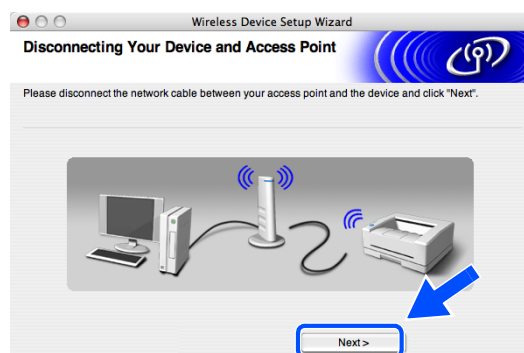 Wireless Device Setup Wizard
Disconnecting Your Device and Access Point
Please disconnect the network cable between your access point and the device and click "Next".
Next >